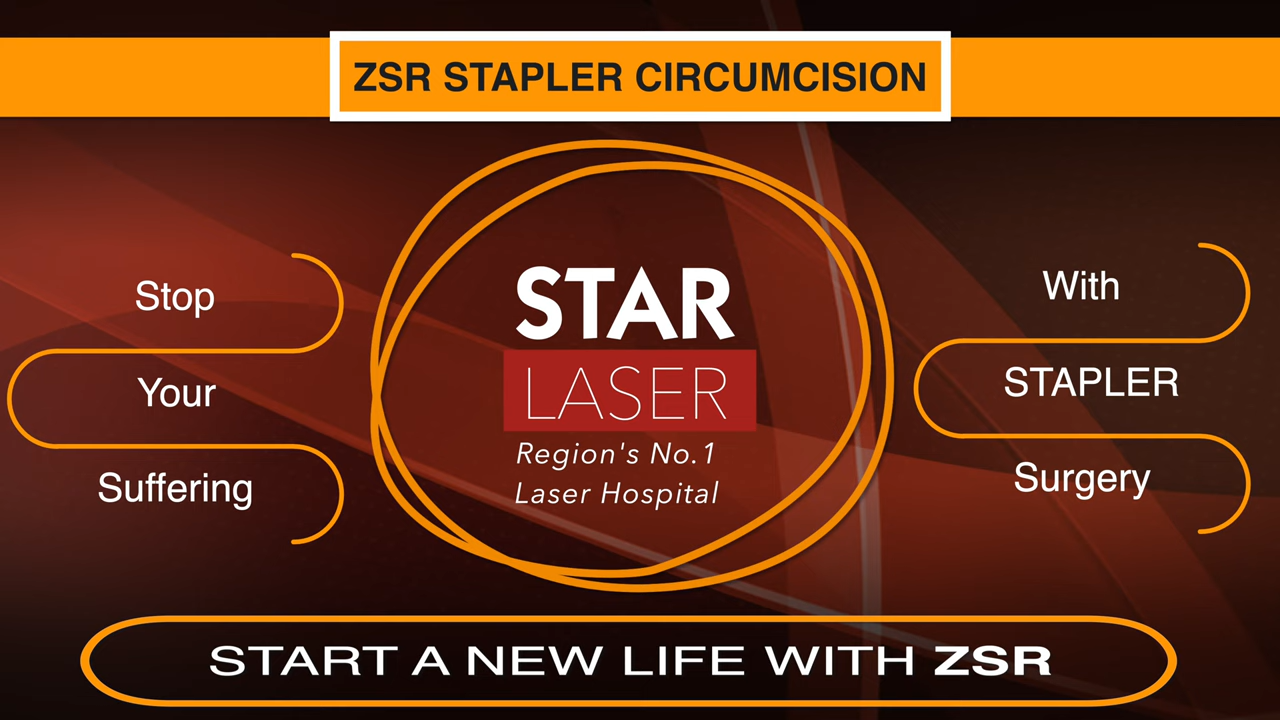 ZSR STAPLER CIRCUMCISION
Stop
Your
Suffering
STAR
LASER
Region's No.1
Laser Hospital
With
STAPLER
Surgery
START A NEW LIFE WITH ZSR